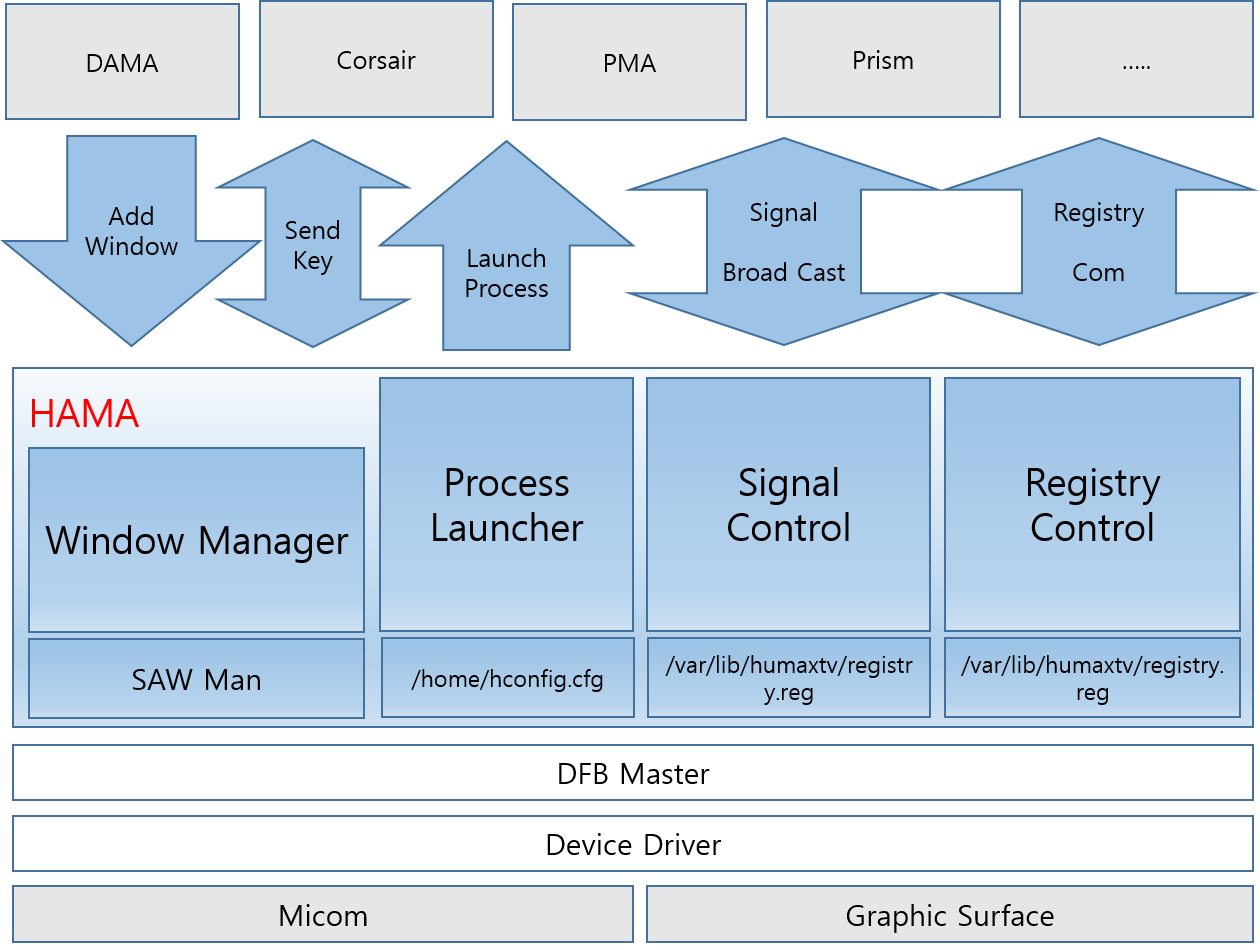 DAMA
Corsair
PMA
Prism
.....
Add
Window
Send
Key
Launch
Process
Signal
Broad Cast
Registry
Com
HAMA
Window Manager
Process
Launcher
Signal
Control
Registry
Control
SAW Man
/home/hconfig.cfg
/var/lib/humaxtv/registr
y.reg
/var/lib/humaxtv/registry.
reg
DFB Master
Device Driver
Micom
Graphic Surface